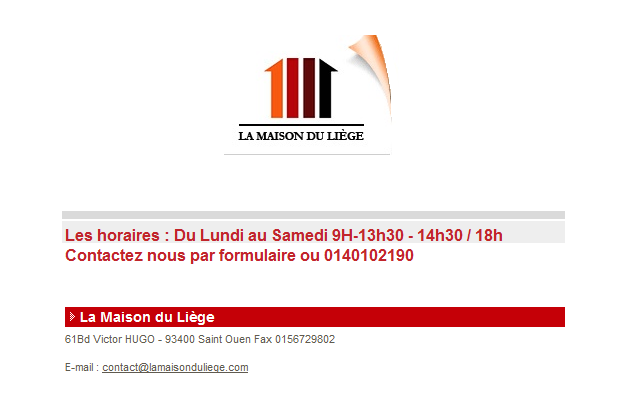 LA MAISON DU LIÈGE
Les horaires : Du Lundi au Samedi 9H-13h30 - 14h30 / 18h
Contactez nous par formulaire ou 0140102190
La Maison du Liège
61Bd Victor HUGO - 93400 Saint Ouen Fax 0156729802
E-mail : contact@lamaisonduliege.com